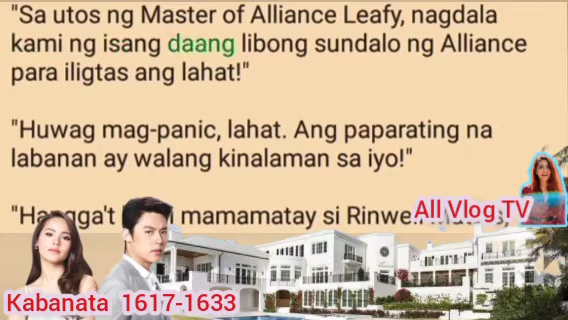 "Sa utos ng Master of Alliance Leafy, nagdala
kami ng isang daang libong sundalo ng Alliance
para iligtas ang lahat!"
"Huwag mag-panic, lahat. Ang paparating na
labanan ay walang kinalaman sa iyo!"
mamamatay si
All Vlog TV
Kabanata 1617-1633